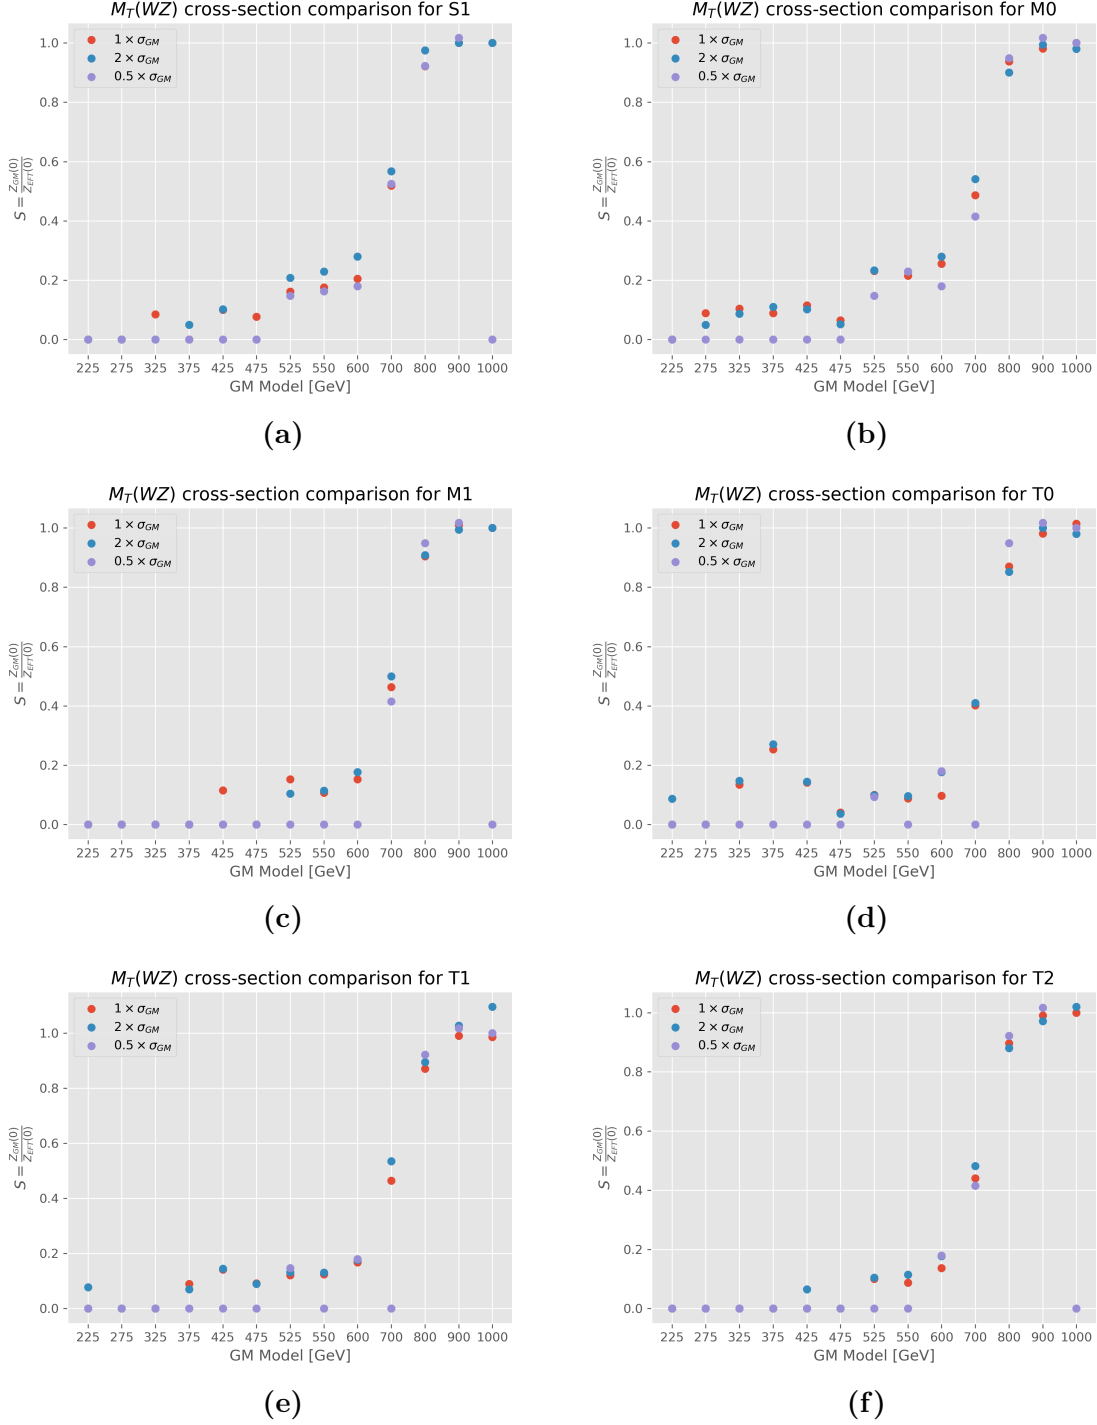 M_T(WZ) cross-section comparison for S1
1 × σ_GM
2 × σ_GM
0.5 × σ_GM
1.0
0.8
0.6
0.4
0.2
0.0
S = Z_GM(0) / Z_EFT(0)
225 275 325 375 425 475 525 550 600 700 800 900 1000
GM Model [GeV]
(a)
M_T(WZ) cross-section comparison for M0
1 × σ_GM
2 × σ_GM
0.5 × σ_GM
1.0
0.8
0.6
0.4
0.2
0.0
S = Z_GM(0) / Z_EFT(0)
225 275 325 375 425 475 525 550 600 700 800 900 1000
GM Model [GeV]
(b)
M_T(WZ) cross-section comparison for M1
1 × σ_GM
2 × σ_GM
0.5 × σ_GM
1.0
0.8
0.6
0.4
0.2
0.0
S = Z_GM(0) / Z_EFT(0)
225 275 325 375 425 475 525 550 600 700 800 900 1000
GM Model [GeV]
(c)
M_T(WZ) cross-section comparison for T0
1 × σ_GM
2 × σ_GM
0.5 × σ_GM
1.0
0.8
0.6
0.4
0.2
0.0
S = Z_GM(0) / Z_EFT(0)
225 275 325 375 425 475 525 550 600 700 800 900 1000
GM Model [GeV]
(d)
M_T(WZ) cross-section comparison for T1
1 × σ_GM
2 × σ_GM
0.5 × σ_GM
1.0
0.8
0.6
0.4
0.2
0.0
S = Z_GM(0) / Z_EFT(0)
225 275 325 375 425 475 525 550 600 700 800 900 1000
GM Model [GeV]
(e)
M_T(WZ) cross-section comparison for T2
1 × σ_GM
2 × σ_GM
0.5 × σ_GM
1.0
0.8
0.6
0.4
0.2
0.0
S = Z_GM(0) / Z_EFT(0)
225 275 325 375 425 475 525 550 600 700 800 900 1000
GM Model [GeV]
(f)